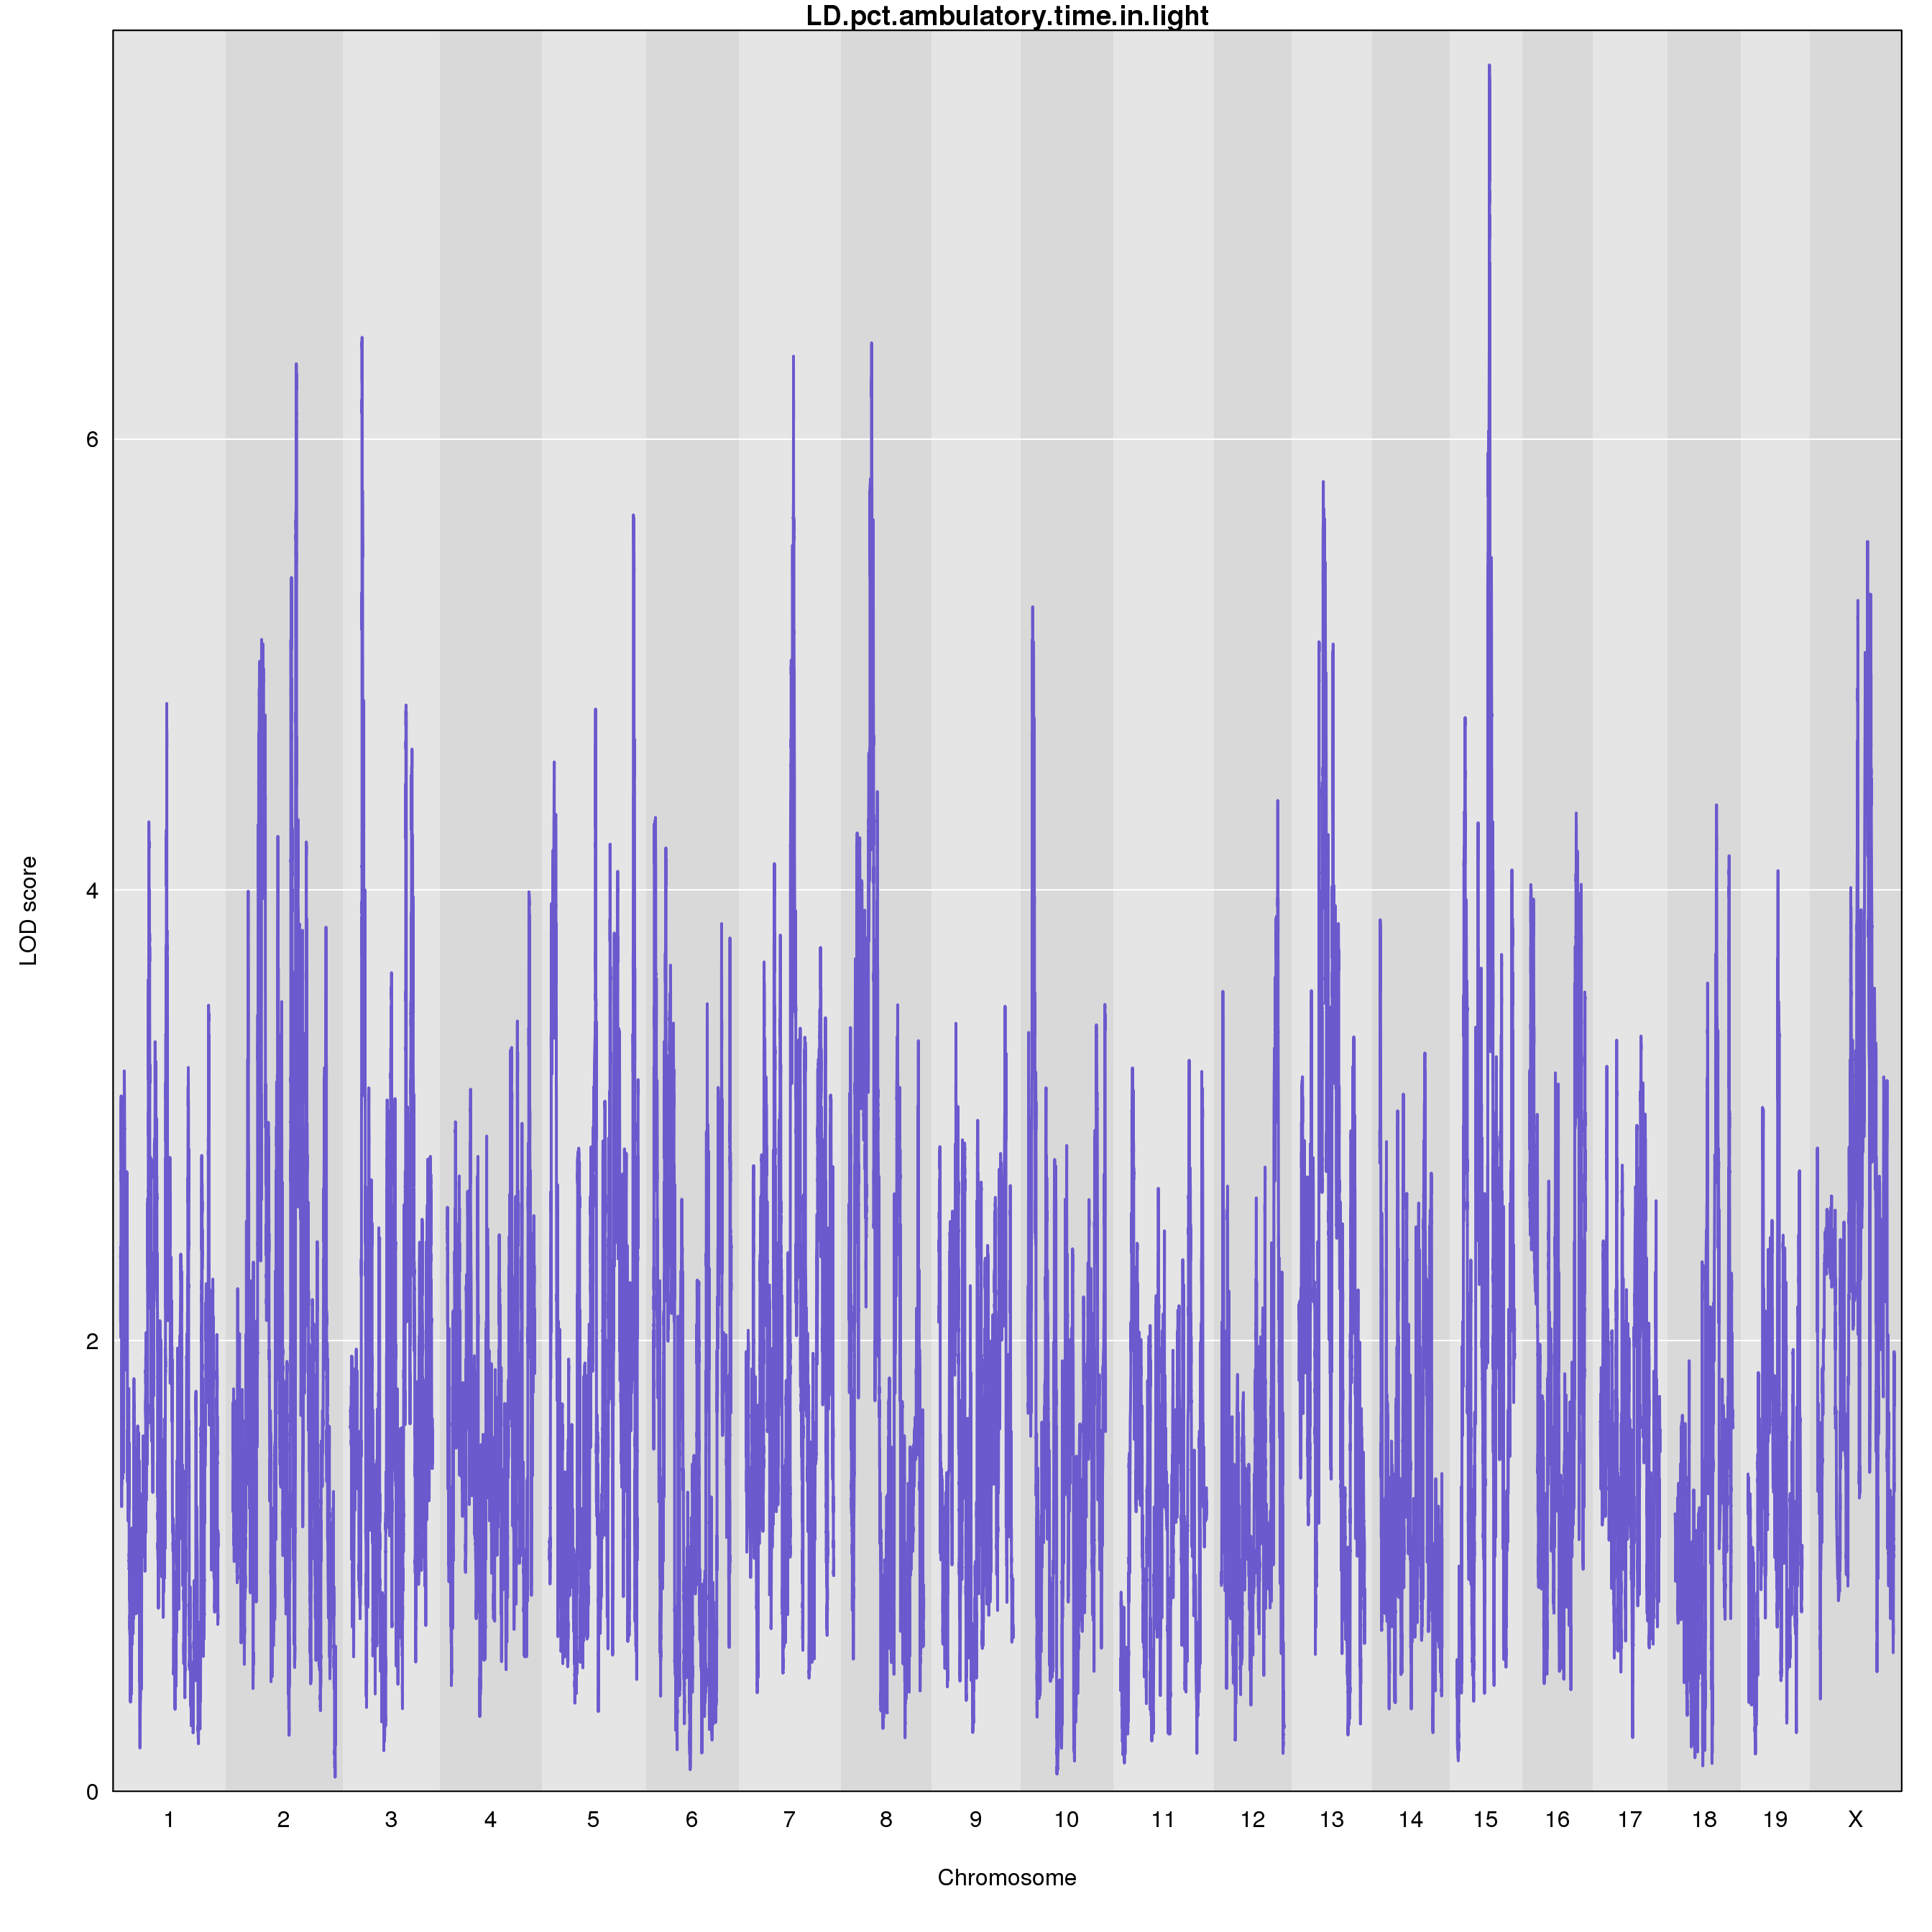 LD.pct.ambulatory.time.in.light
6
4
2
0
LOD score
1 2 3 4 5 6 7 8 9 10 11 12 13 14 15 16 17 18 19 X
Chromosome